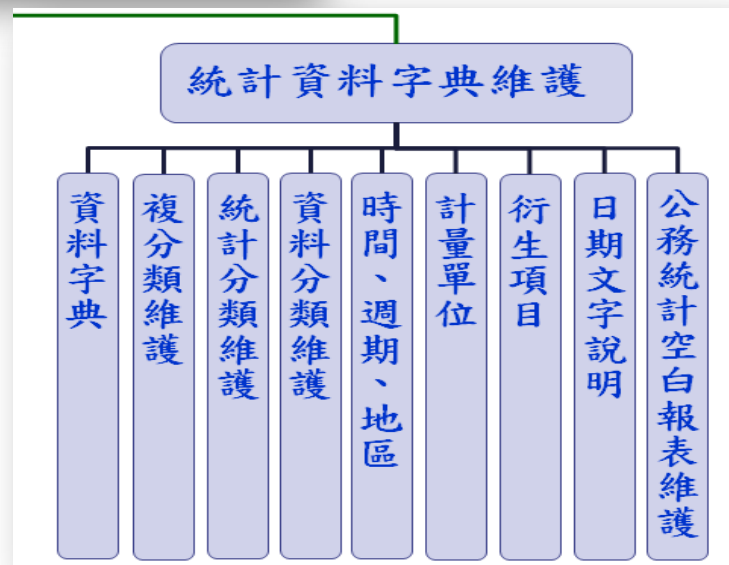 統計資料字典維護
資料字典
複分類維護
統計分類維護
資料分類維護
時間、週期、地區
計量單位
衍生項目
日期文字說明
公務統計空白報表維護